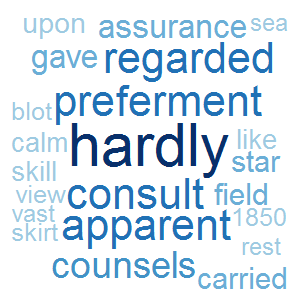 upon assurance sea
gave regarded
blot preferment
calm hardly like
skill star
view consult field
vast apparent 1850
skirt rest
counsels carried